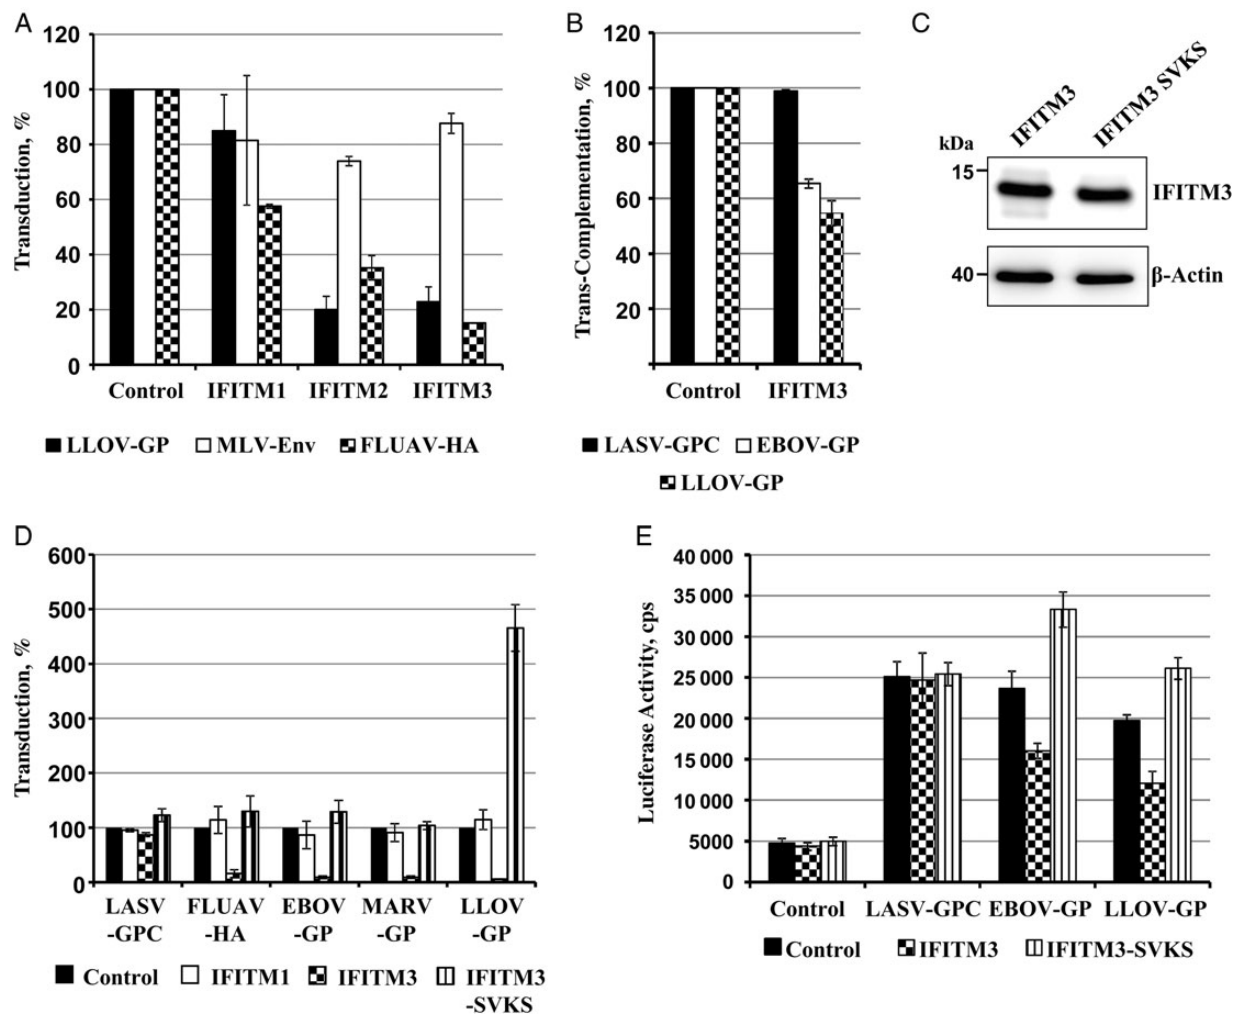 A
120
100
80
60
40
20
0
Transduction, %
Control IFITM1 IFITM2 IFITM3
LLOV-GP MLV-Env FLUAV-HA
B
120
100
80
60
40
20
Trans-Complementation, %
Control IFITM3
LASV-GPC EBOV-GP
LLOV-GP
C
IFITM3
IFITM3 SVKS
kDa
15
IFITM3
40
β-Actin
D
600
500
400
300
200
100
0
Transduction, %
LASV FLUAV EBOV MARV LLOV
-GPC -HA -GP -GP -GP
Control IFITM1 IFITM3 IFITM3
-SVKS
E
40 000
35 000
30 000
25 000
20 000
15 000
10 000
5000
0
Luciferase Activity, cps
Control LASV-GPC EBOV-GP LLOV-GP
Control IFITM3 IFITM3-SVKS